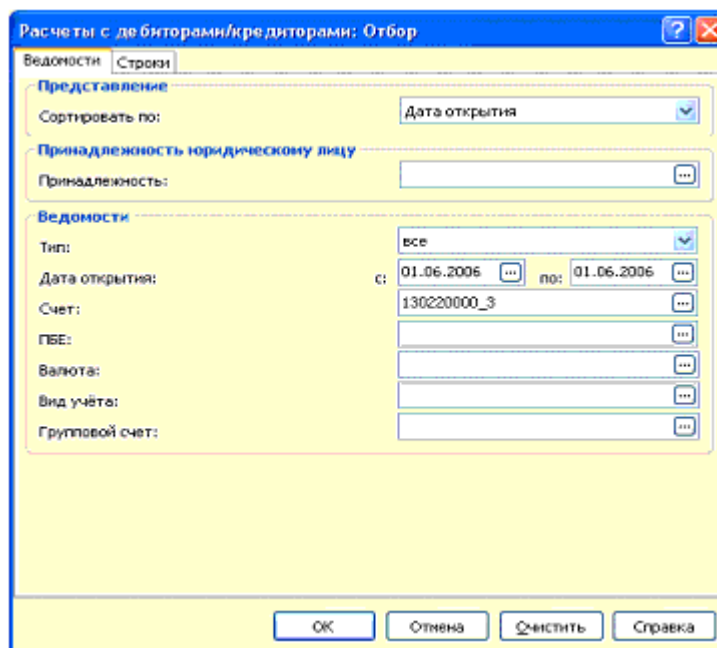 Расчеты с дебиторами/кредиторами: Отбор
Ведомости Строки
Представление
Сортировать по: Дата открытия
Принадлежность юридическому лицу
Принадлежность:
Ведомости
Тип: все
Дата открытия: с: 01.06.2006 по: 01.06.2006
Счет: 130220000_3
ПБЕ:
Валюта:
Вид учёта:
Групповой счет:
ОК Отмена Очистить Справка